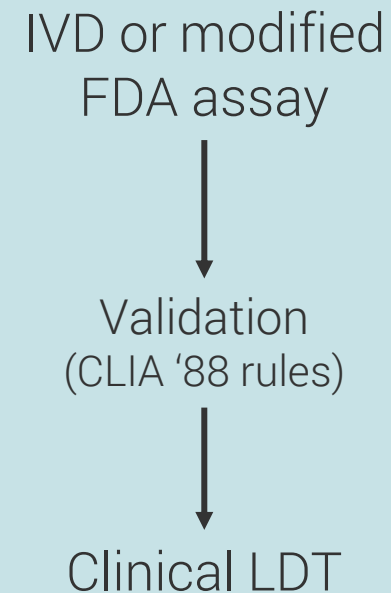 IVD or modified
FDA assay
Validation
(CLIA ‘88 rules)
Clinical LDT